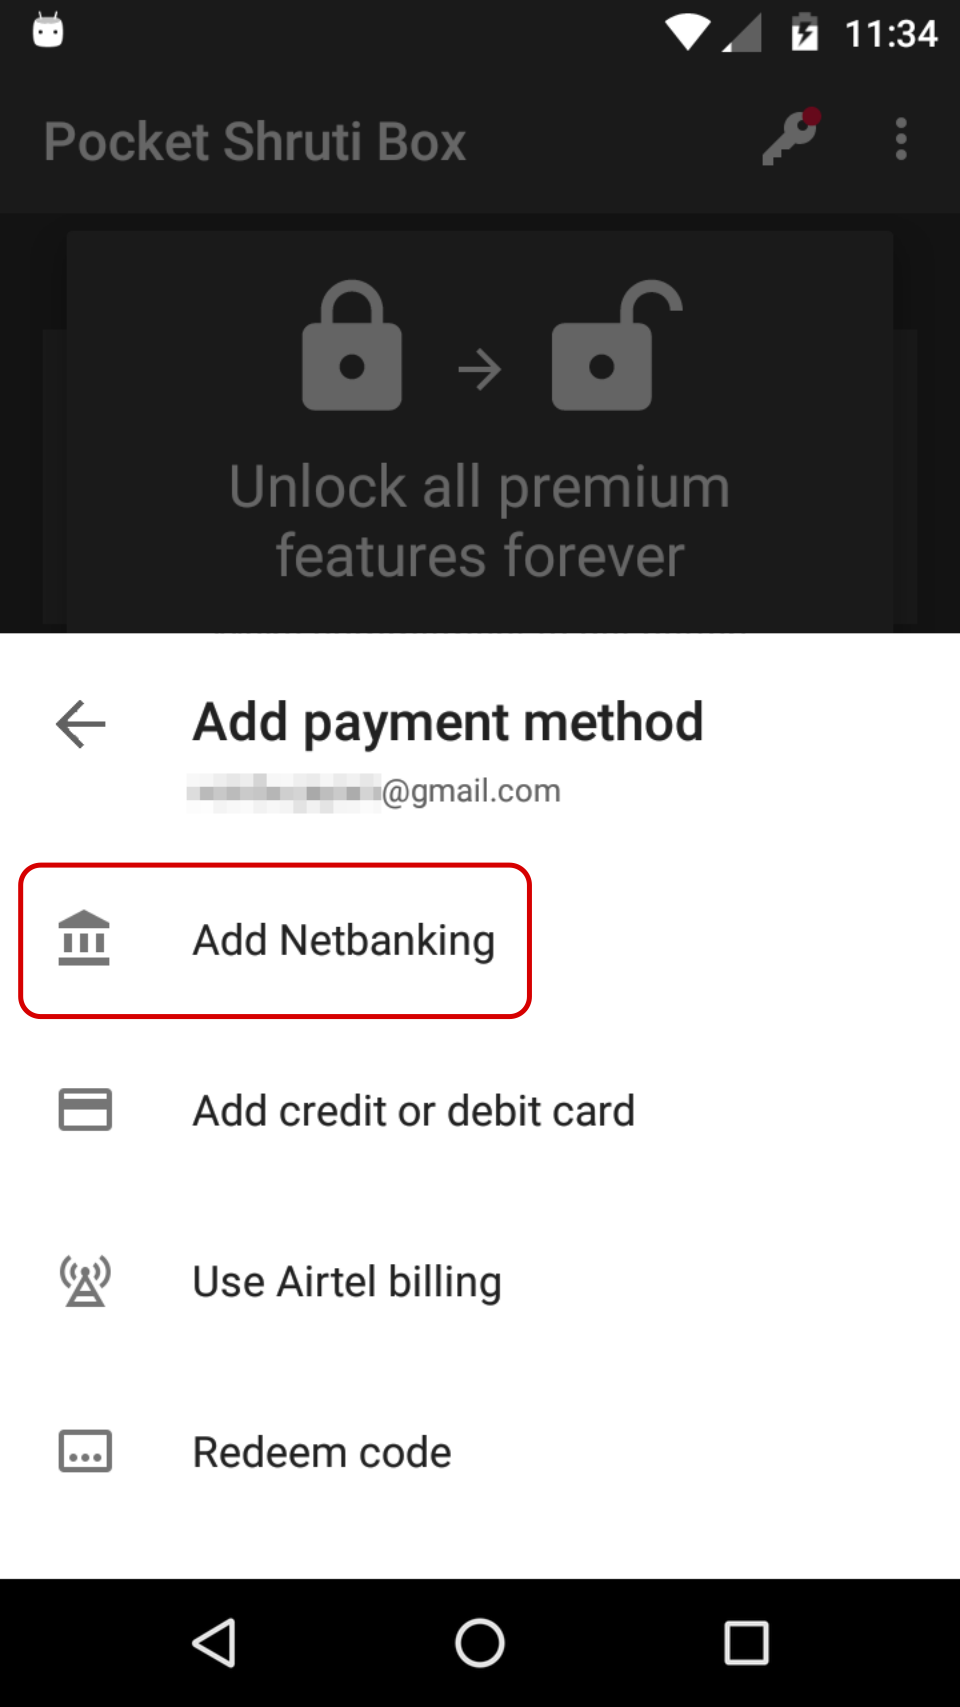 11:34
Pocket Shruti Box
Unlock all premium
features forever
Add payment method
@gmail.com
Add Netbanking
Add credit or debit card
Use Airtel billing
Redeem code